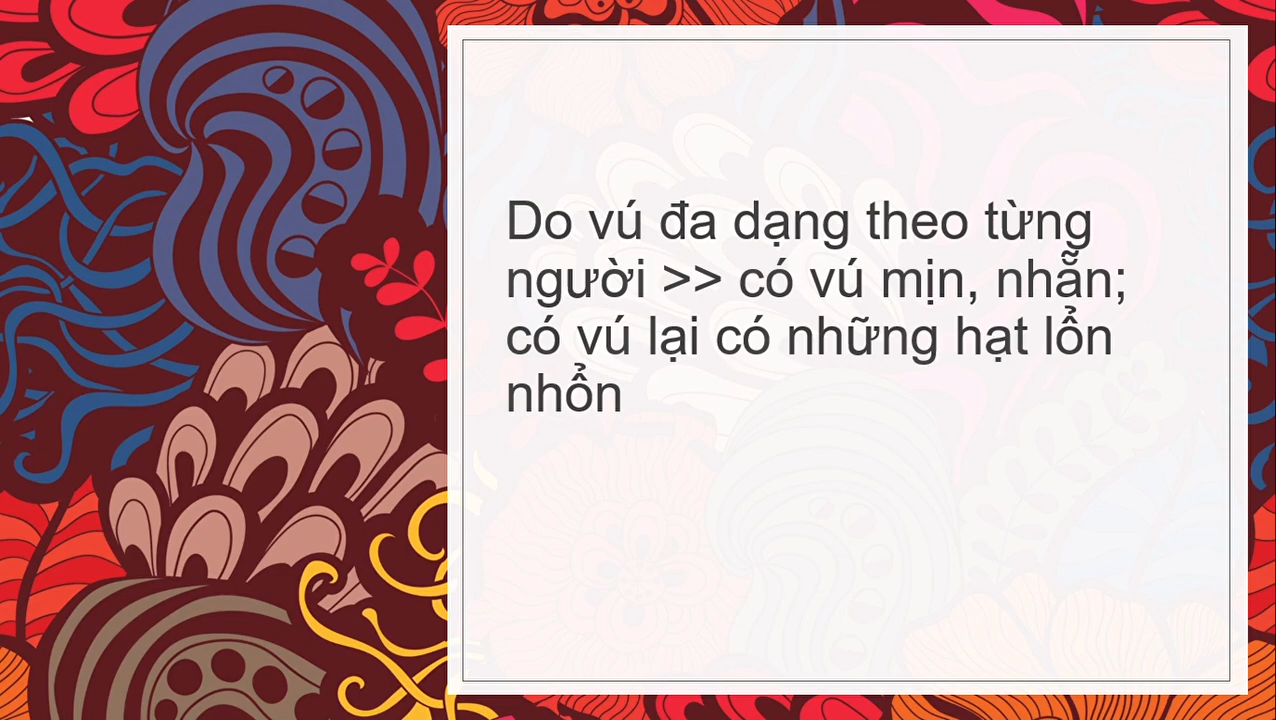 Do vú đa dạng theo từng
người >> có vú mịn, nhẵn;
có vú lại có những hạt lổn
nhổn